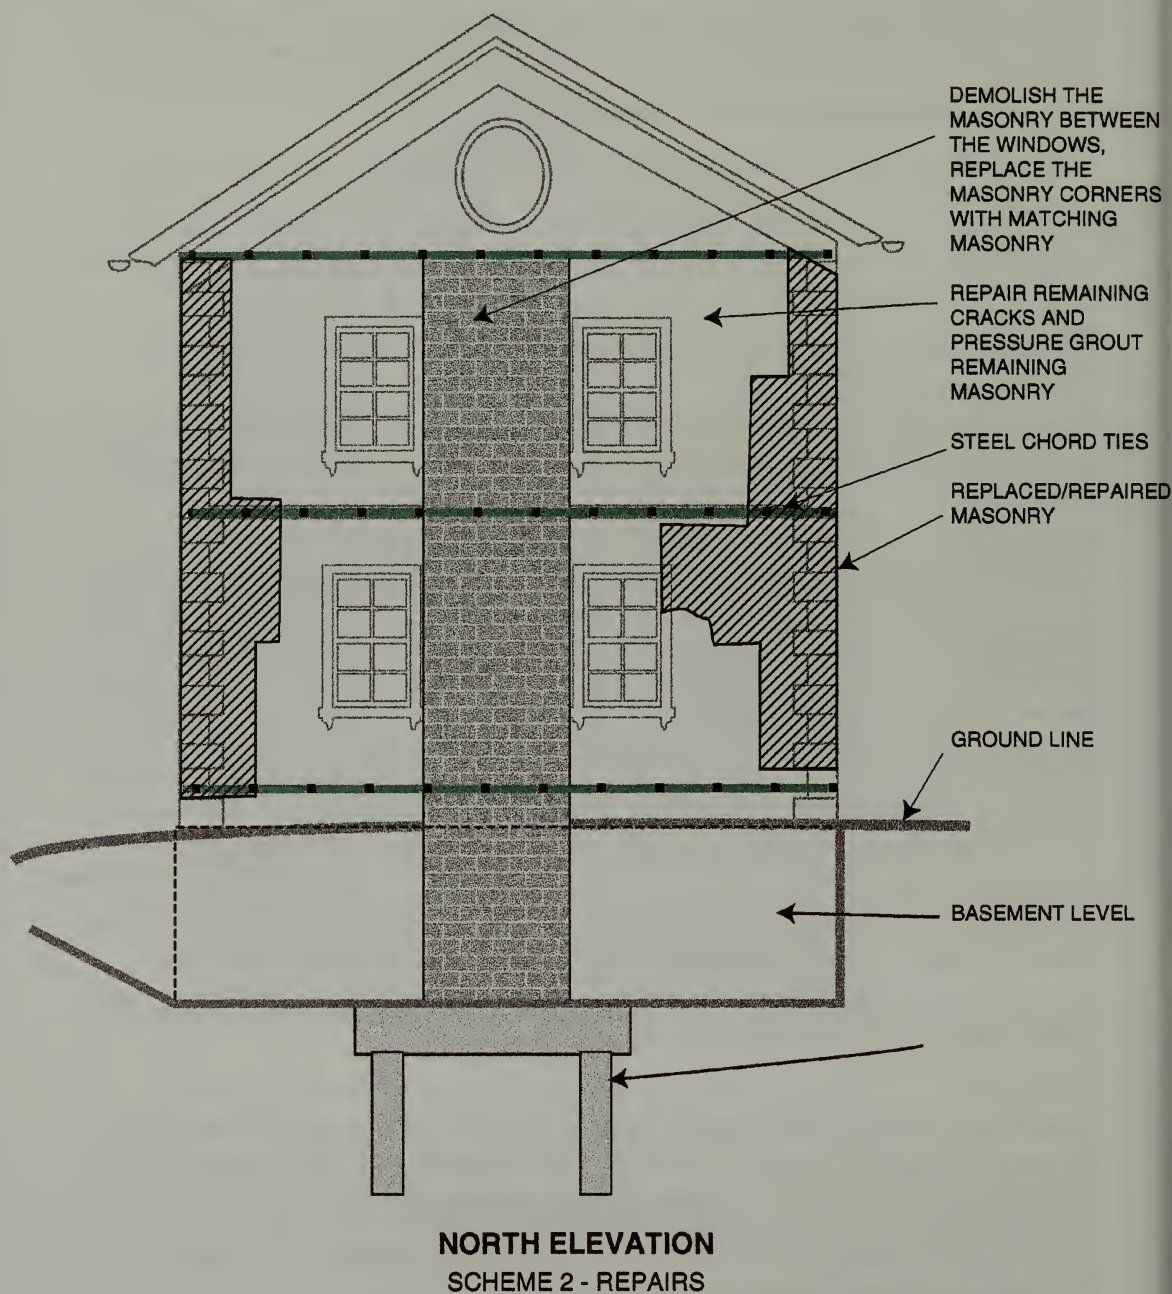 DEMOLISH THE
MASONRY BETWEEN
THE WINDOWS,
REPLACE THE
MASONRY CORNERS
WITH MATCHING
MASONRY
REPAIR REMAINING
CRACKS AND
PRESSURE GROUT
REMAINING
MASONRY
STEEL CHORD TIES
REPLACED/REPAIRED
MASONRY
GROUND LINE
BASEMENT LEVEL
NORTH ELEVATION
SCHEME 2 - REPAIRS